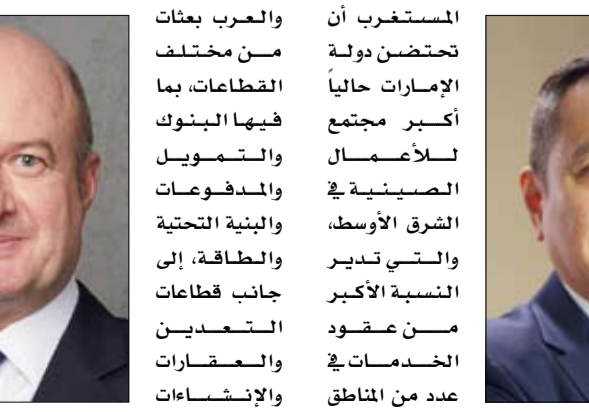 المستغرب أن
تحتضن دولة
الإمارات حالياً
أكبر مجتمع
للأعمال
الصينية في
الشرق الأوسط،
والتي تدير
النسبة الأكبر
من عقود
الخدمات في
عدد من المناطق
والعرب بعثات
من مختلف
القطاعات، بما
فيها البنوك
والتمويل
والمدفوعات
والبنية التحتية
والطاقة، إلى
جانب قطاعات
التعدين
والعقارات
والإنشاءات